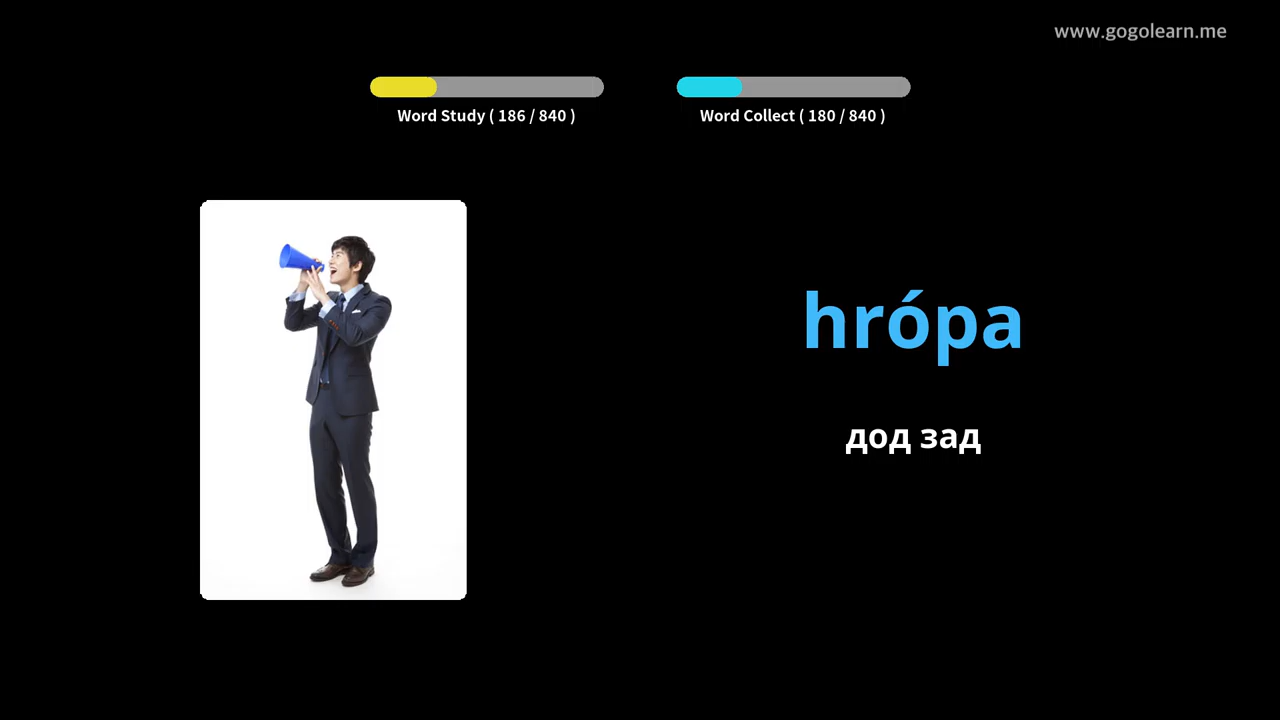 www.gogolearn.me
Word Study ( 186 / 840 )
Word Collect ( 180 / 840 )
hrópa
дод зад